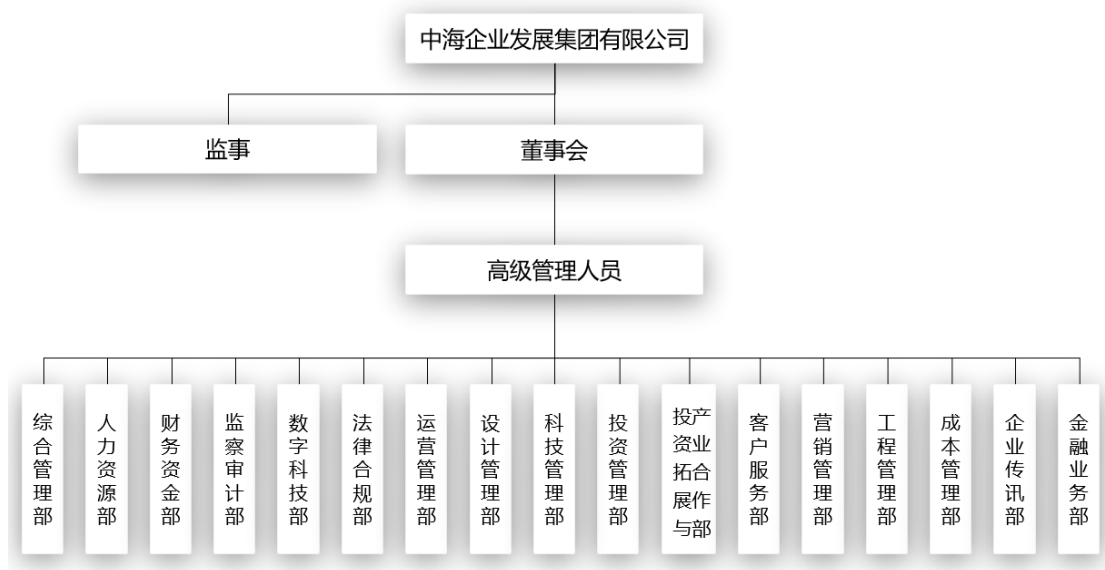 中海企业发展集团有限公司
监事
董事会
高级管理人员
综合管理部
人力资源部
财务资金部
监察审计部
数字科技部
法律合规部
运营管理部
设计管理部
科技管理部
投资管理部
投资拓展与
产业合作部
客户服务部
营销管理部
工程管理部
成本管理部
企业传讯部
金融业务部